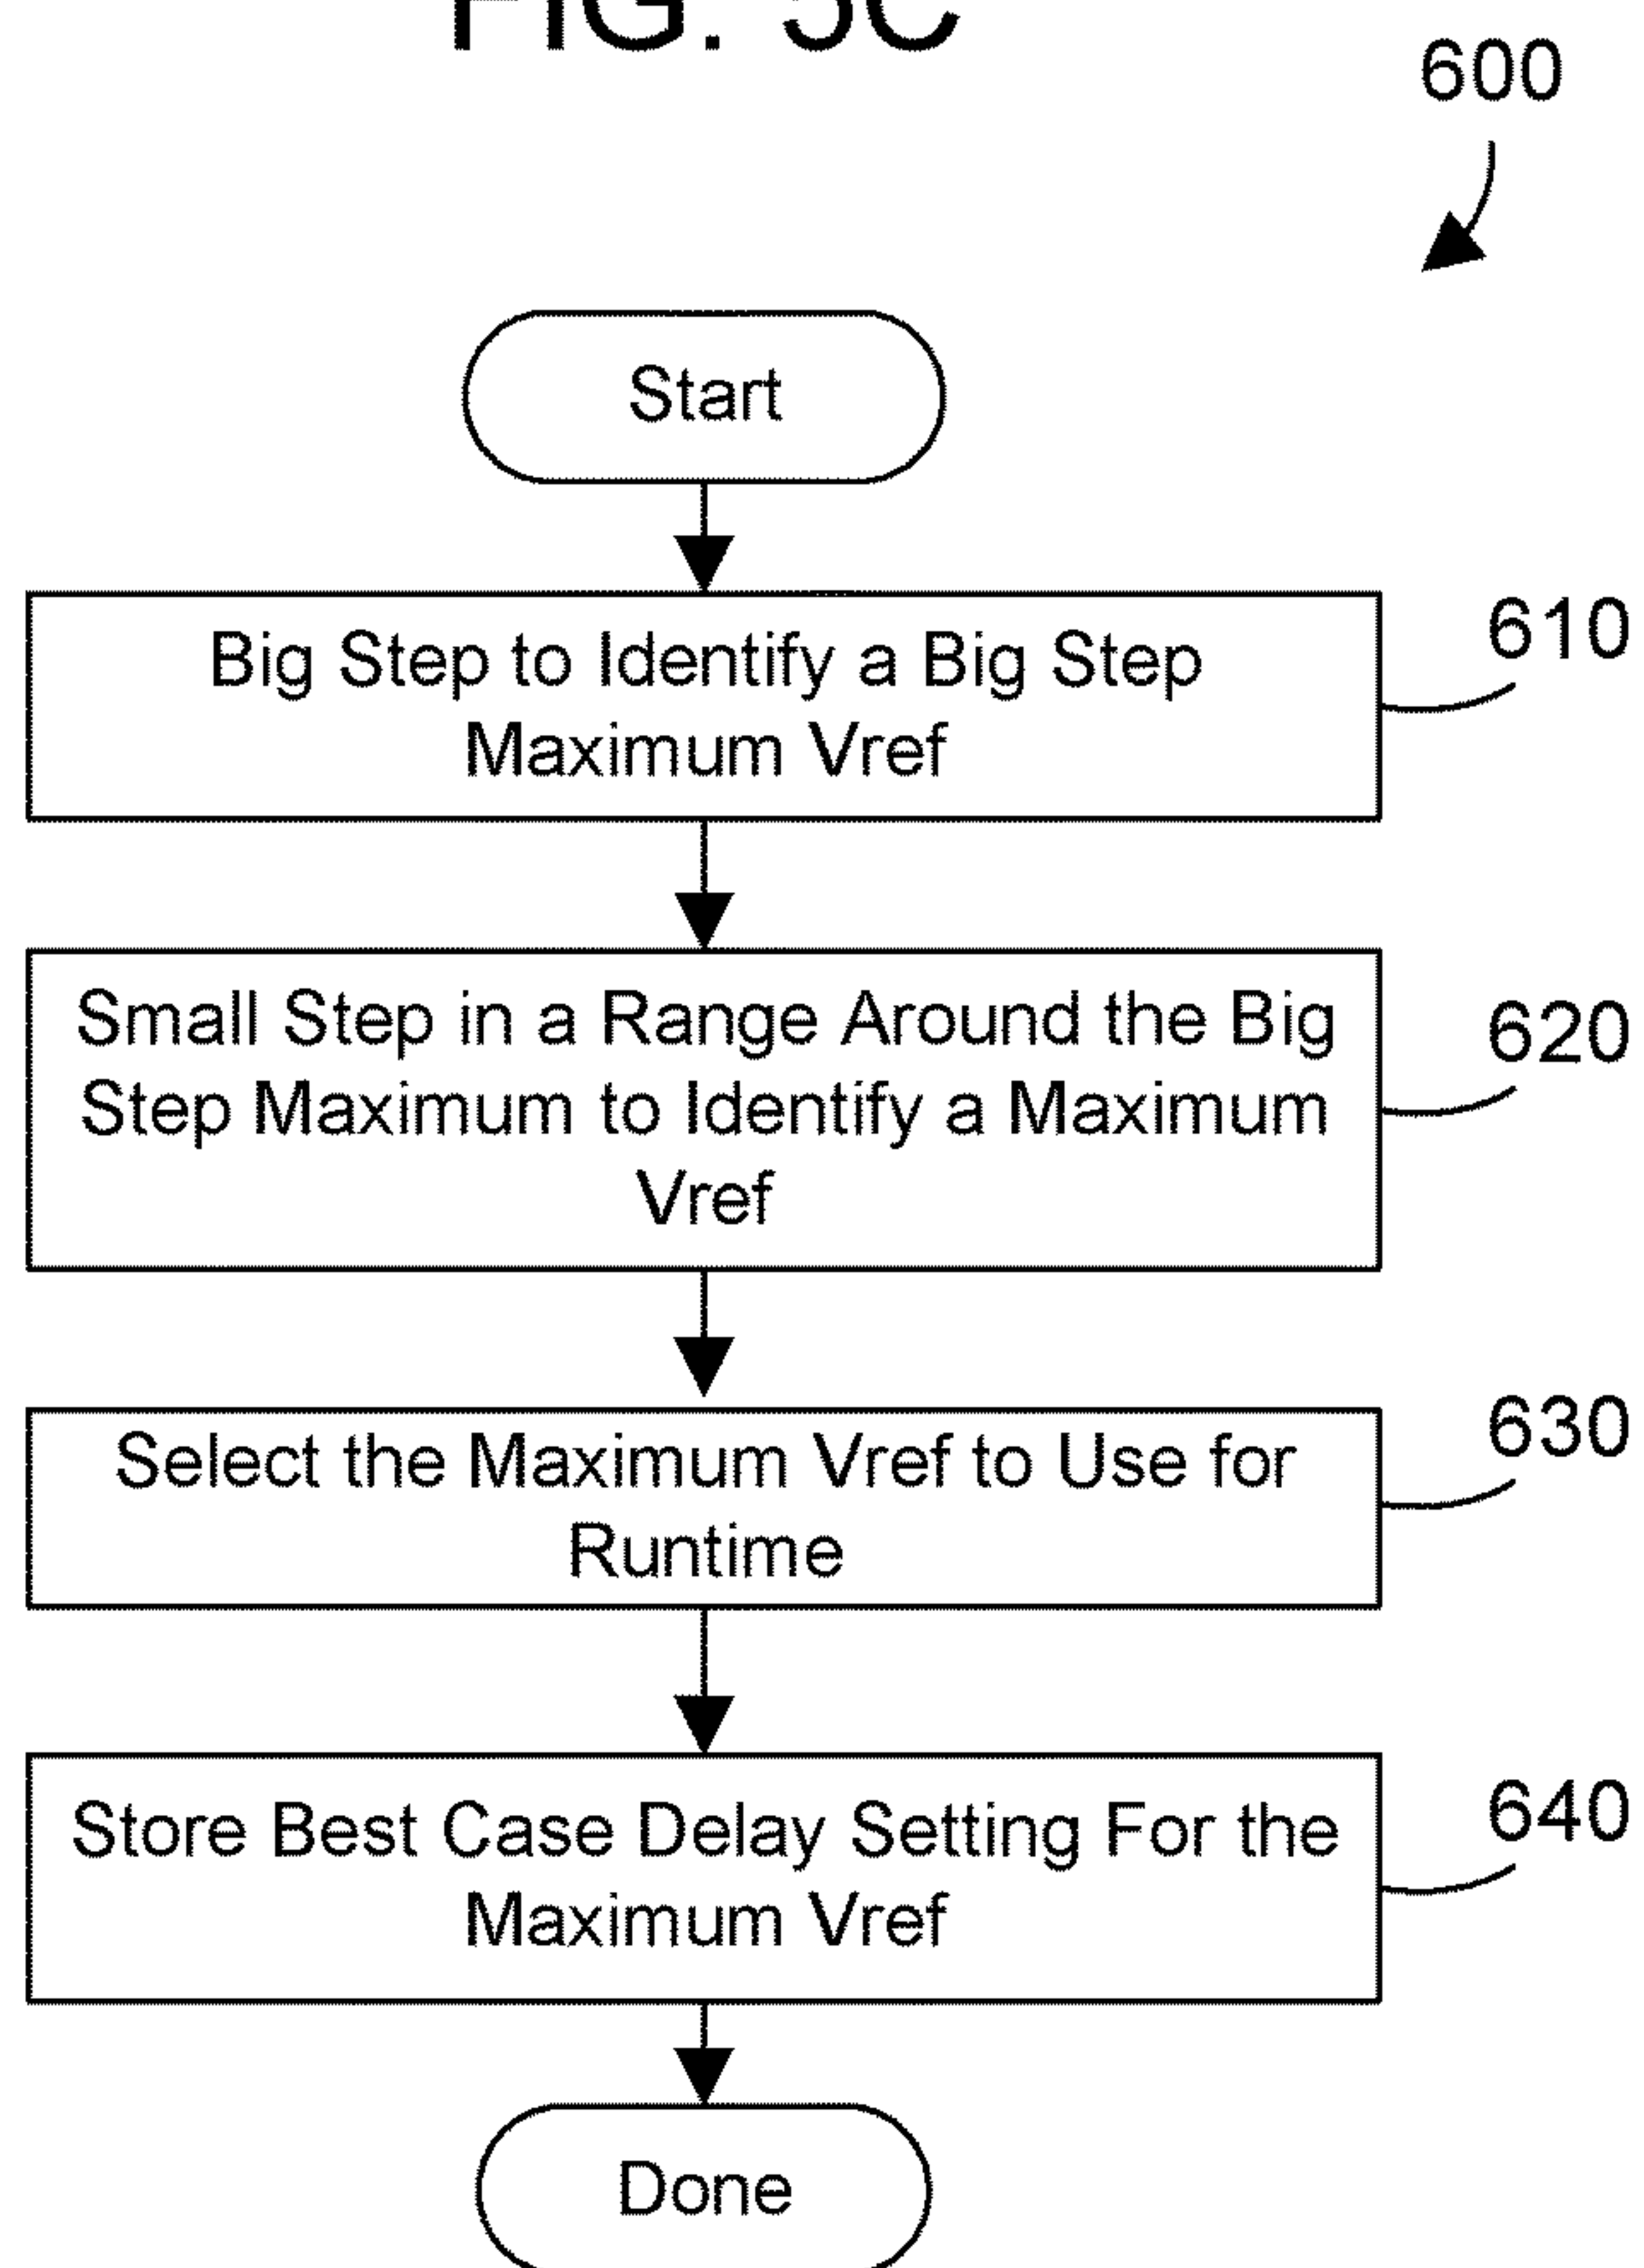 FIG. 5C
600
Start
Big Step to Identify a Big Step
Maximum Vref
610
Small Step in a Range Around the Big
Step Maximum to Identify a Maximum
Vref
620
Select the Maximum Vref to Use for
Runtime
630
Store Best Case Delay Setting For the
Maximum Vref
640
Done